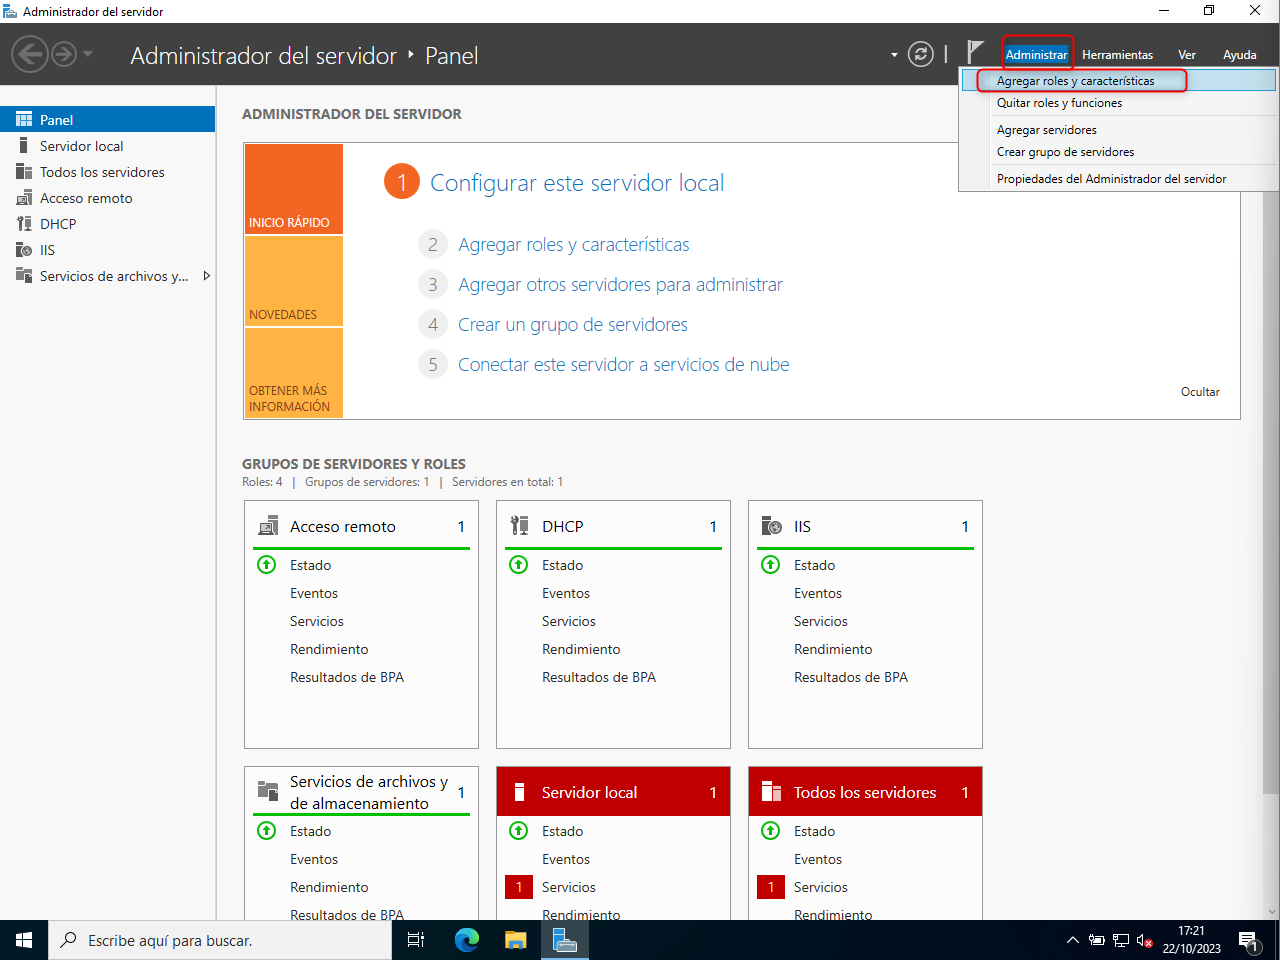 Administrador del servidor
Administrador del servidor ‣ Panel
Administrar Herramientas Ver Ayuda
Agregar roles y características
Quitar roles y funciones
Agregar servidores
Crear grupo de servidores
Propiedades del Administrador del servidor
Panel
Servidor local
Todos los servidores
Acceso remoto
DHCP
IIS
Servicios de archivos y...
ADMINISTRADOR DEL SERVIDOR
INICIO RÁPIDO
NOVEDADES
OBTENER MÁS
INFORMACIÓN
1 Configurar este servidor local
2 Agregar roles y características
3 Agregar otros servidores para administrar
4 Crear un grupo de servidores
5 Conectar este servidor a servicios de nube
Ocultar
GRUPOS DE SERVIDORES Y ROLES
Roles: 4 | Grupos de servidores: 1 | Servidores en total: 1
Acceso remoto 1
Estado
Eventos
Servicios
Rendimiento
Resultados de BPA
DHCP 1
Estado
Eventos
Servicios
Rendimiento
Resultados de BPA
IIS 1
Estado
Eventos
Servicios
Rendimiento
Resultados de BPA
Servicios de archivos y
de almacenamiento 1
Estado
Eventos
Rendimiento
Resultados de BPA
Servidor local 1
Estado
Eventos
1 Servicios
Rendimiento
Todos los servidores 1
Estado
Eventos
1 Servicios
Rendimiento
Escribe aquí para buscar.
17:21
22/10/2023
1